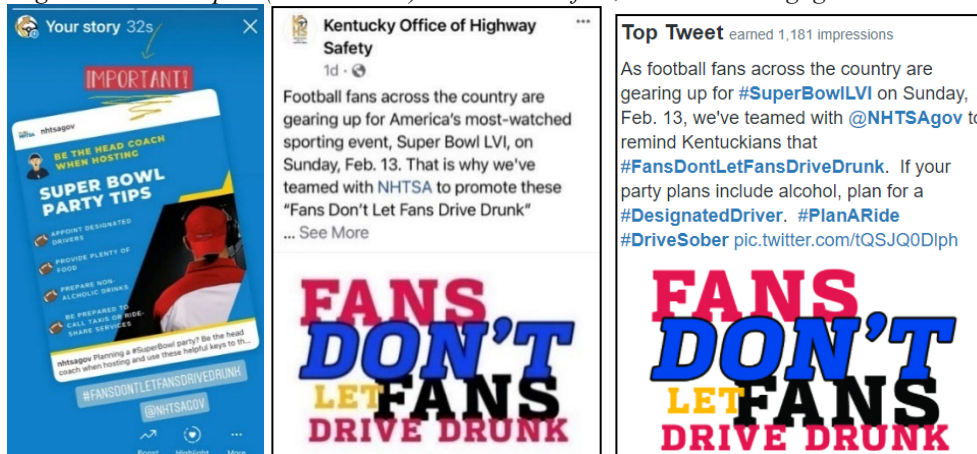 Your story 32s
IMPORTANT!
nhtsagov
BE THE HEAD COACH
WHEN HOSTING
SUPER BOWL
PARTY TIPS
APPOINT DESIGNATED
DRIVERS
PROVIDE PLENTY OF
FOOD
PREPARE NON-
ALCHOLIC DRINKS
BE PREPARED TO
CALL TAXIS OR RIDE-
SHARE SERVICES
nhtsagov Planning a #SuperBowl party? Be the head
coach when hosting and use these helpful keys to th...
#FANSDONTLETFANSDRIVEDRUNK
@NHTSAGOV
Boost Highlight More
Kentucky Office of Highway
Safety
1d ·
Football fans across the country are
gearing up for America's most-watched
sporting event, Super Bowl LVI, on
Sunday, Feb. 13. That is why we've
teamed with NHTSA to promote these
“Fans Don't Let Fans Drive Drunk”
... See More
FANS
DON'T
LET FANS
DRIVE DRUNK
Top Tweet earned 1,181 impressions
As football fans across the country are
gearing up for #SuperBowlLVI on Sunday,
Feb. 13, we've teamed with @NHTSAgov to
remind Kentuckians that
#FansDontLetFansDriveDrunk. If your
party plans include alcohol, plan for a
#DesignatedDriver. #PlanARide
#DriveSober pic.twitter.com/tQSJQ0Dlph
FANS
DON'T
LET FANS
DRIVE DRUNK